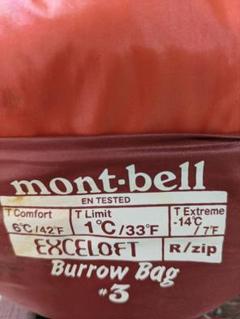 mont-bell
EN TESTED
T Comfort T Limit T Extreme
6°C/42°F 1°C/33°F -14°C/7°F
EXCELOFT R/zip
Burrow Bag
#3